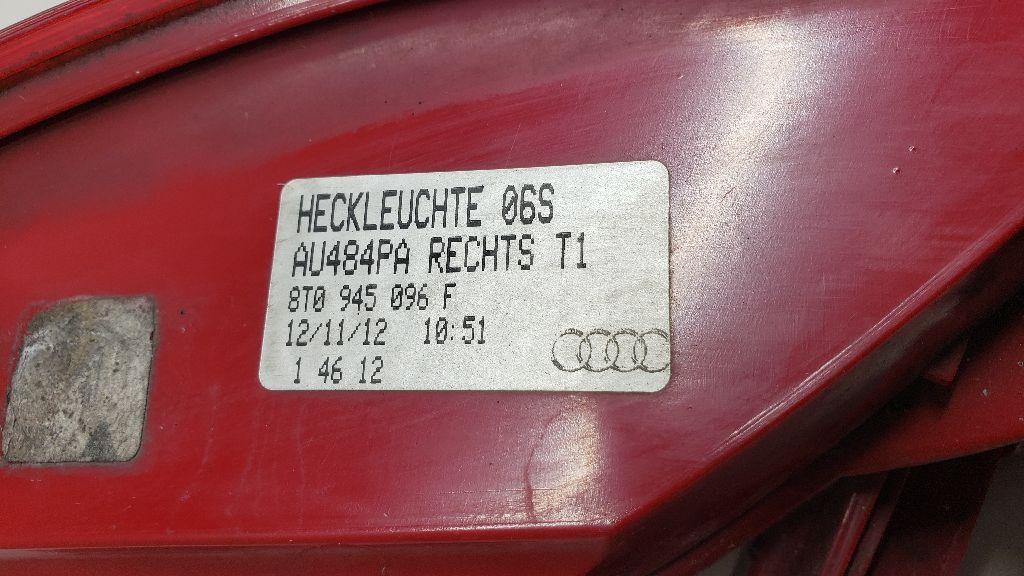 HECKLEUCHTE 06S
AU484PA RECHTS T1
8T0 945 096 F
12/11/12 10:51
1 46 12